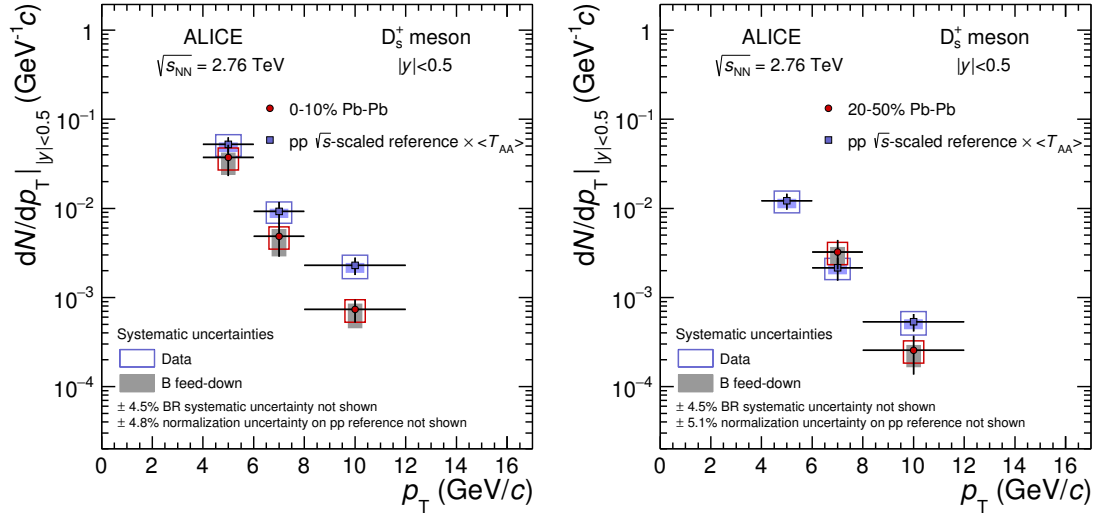 dN/dp_T |_|y|<0.5 (GeV⁻¹c)
1
10⁻¹
10⁻²
10⁻³
10⁻⁴
ALICE
D_s⁺ meson
√s_NN = 2.76 TeV
|y|<0.5
0-10% Pb-Pb
pp √s-scaled reference × <T_AA>
Systematic uncertainties
Data
B feed-down
± 4.5% BR systematic uncertainty not shown
± 4.8% normalization uncertainty on pp reference not shown
0 2 4 6 8 10 12 14 16
p_T (GeV/c)
dN/dp_T |_|y|<0.5 (GeV⁻¹c)
1
10⁻¹
10⁻²
10⁻³
10⁻⁴
ALICE
D_s⁺ meson
√s_NN = 2.76 TeV
|y|<0.5
20-50% Pb-Pb
pp √s-scaled reference × <T_AA>
Systematic uncertainties
Data
B feed-down
± 4.5% BR systematic uncertainty not shown
± 5.1% normalization uncertainty on pp reference not shown
0 2 4 6 8 10 12 14 16
p_T (GeV/c)